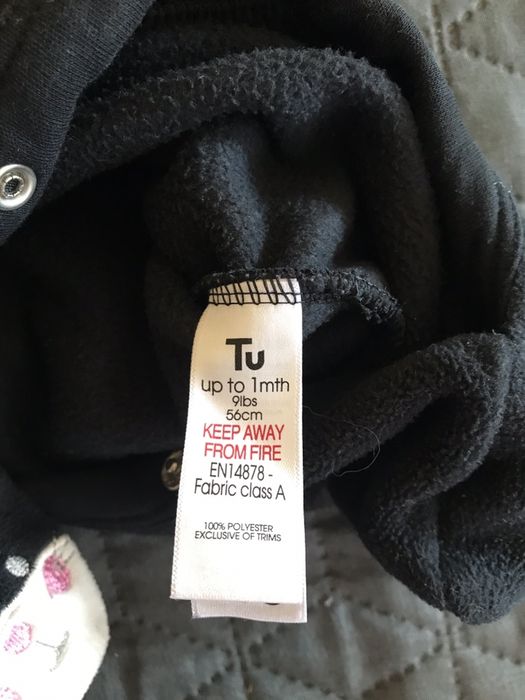 Tu
up to 1mth
9lbs
56cm
KEEP AWAY
FROM FIRE
EN14878 -
Fabric class A
100% POLYESTER
EXCLUSIVE OF TRIMS